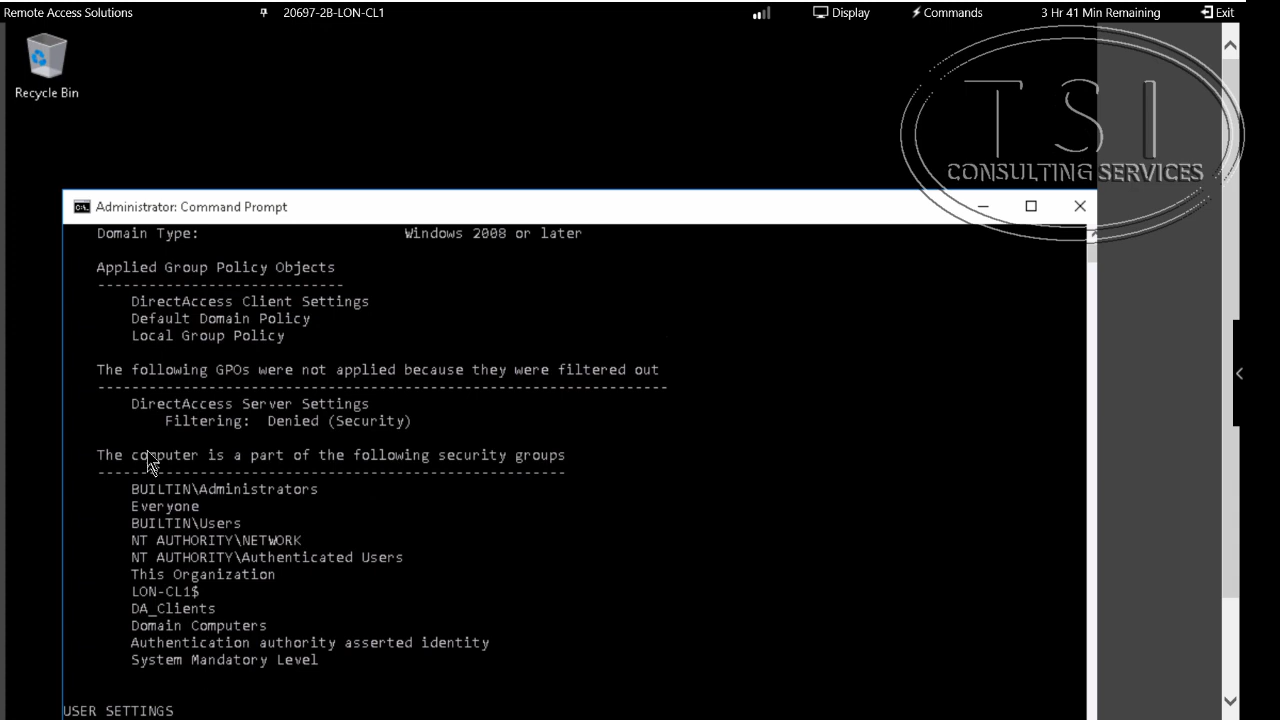 Remote Access Solutions 20697-2B-LON-CL1 Display Commands 3 Hr 41 Min Remaining Exit
Recycle Bin
T S I
CONSULTING SERVICES
Administrator: Command Prompt
Domain Type: Windows 2008 or later
Applied Group Policy Objects
-----------------------------
DirectAccess Client Settings
Default Domain Policy
Local Group Policy
The following GPOs were not applied because they were filtered out
-------------------------------------------------------------------
DirectAccess Server Settings
Filtering: Denied (Security)
The computer is a part of the following security groups
-------------------------------------------------------
BUILTIN\Administrators
Everyone
BUILTIN\Users
NT AUTHORITY\NETWORK
NT AUTHORITY\Authenticated Users
This Organization
LON-CL1$
DA_Clients
Domain Computers
Authentication authority asserted identity
System Mandatory Level
USER SETTINGS